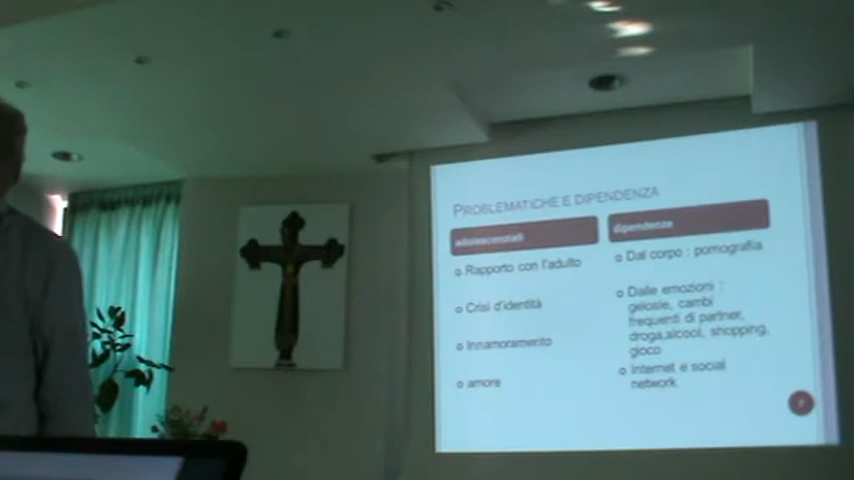 PROBLEMATICHE E DIPENDENZA
adolescenziali
dipendenze
Rapporto con l'adulto
Crisi d'identità
Innamoramento
amore
Dal corpo : pornografia
Dalle emozioni :
gelosie, cambi
frequenti di partner,
droga,alcool, shopping,
gioco
Internet e social
network